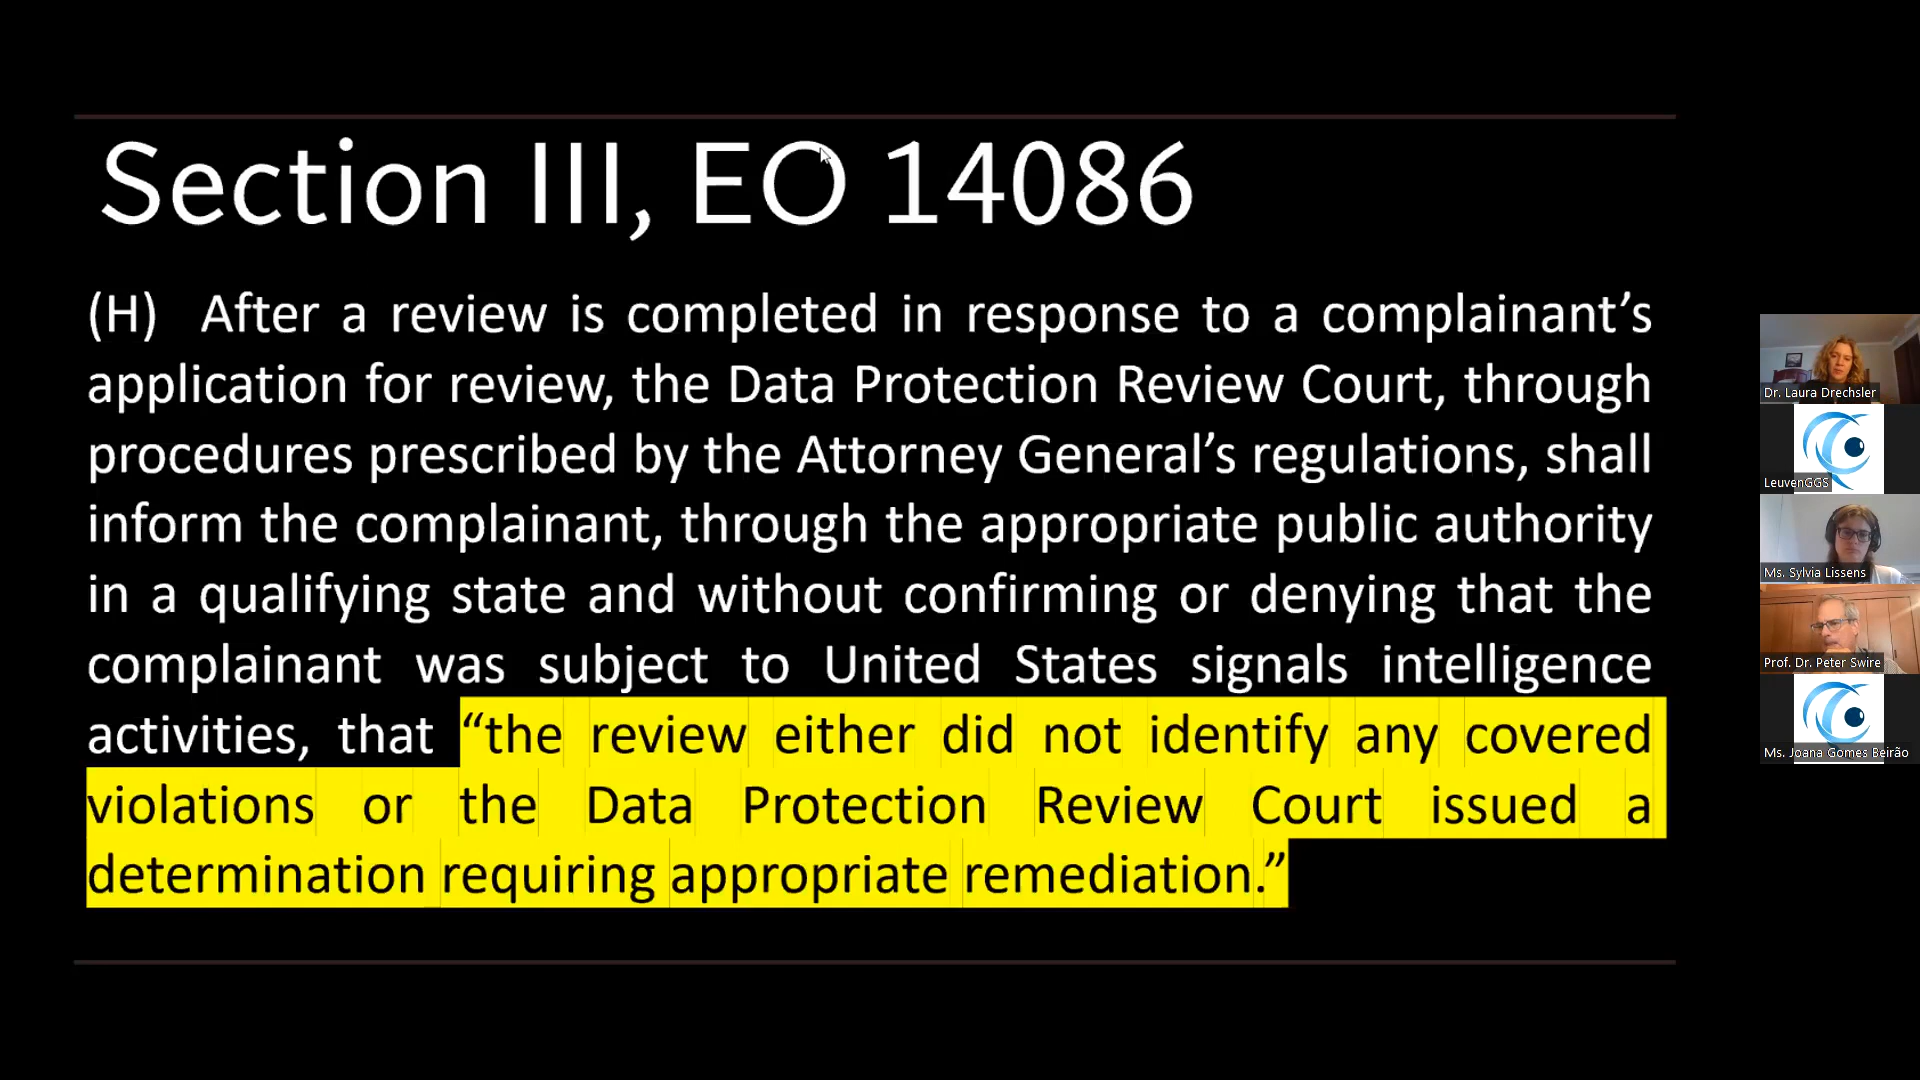 Section III, EO 14086
(H) After a review is completed in response to a complainant’s
application for review, the Data Protection Review Court, through
procedures prescribed by the Attorney General’s regulations, shall
inform the complainant, through the appropriate public authority
in a qualifying state and without confirming or denying that the
complainant was subject to United States signals intelligence
activities, that “the review either did not identify any covered
violations or the Data Protection Review Court issued a
determination requiring appropriate remediation.”
Dr. Laura Drechsler
LeuvenGGS
Ms. Sylvia Lissens
Prof. Dr. Peter Swire
Ms. Joana Gomes Beirão